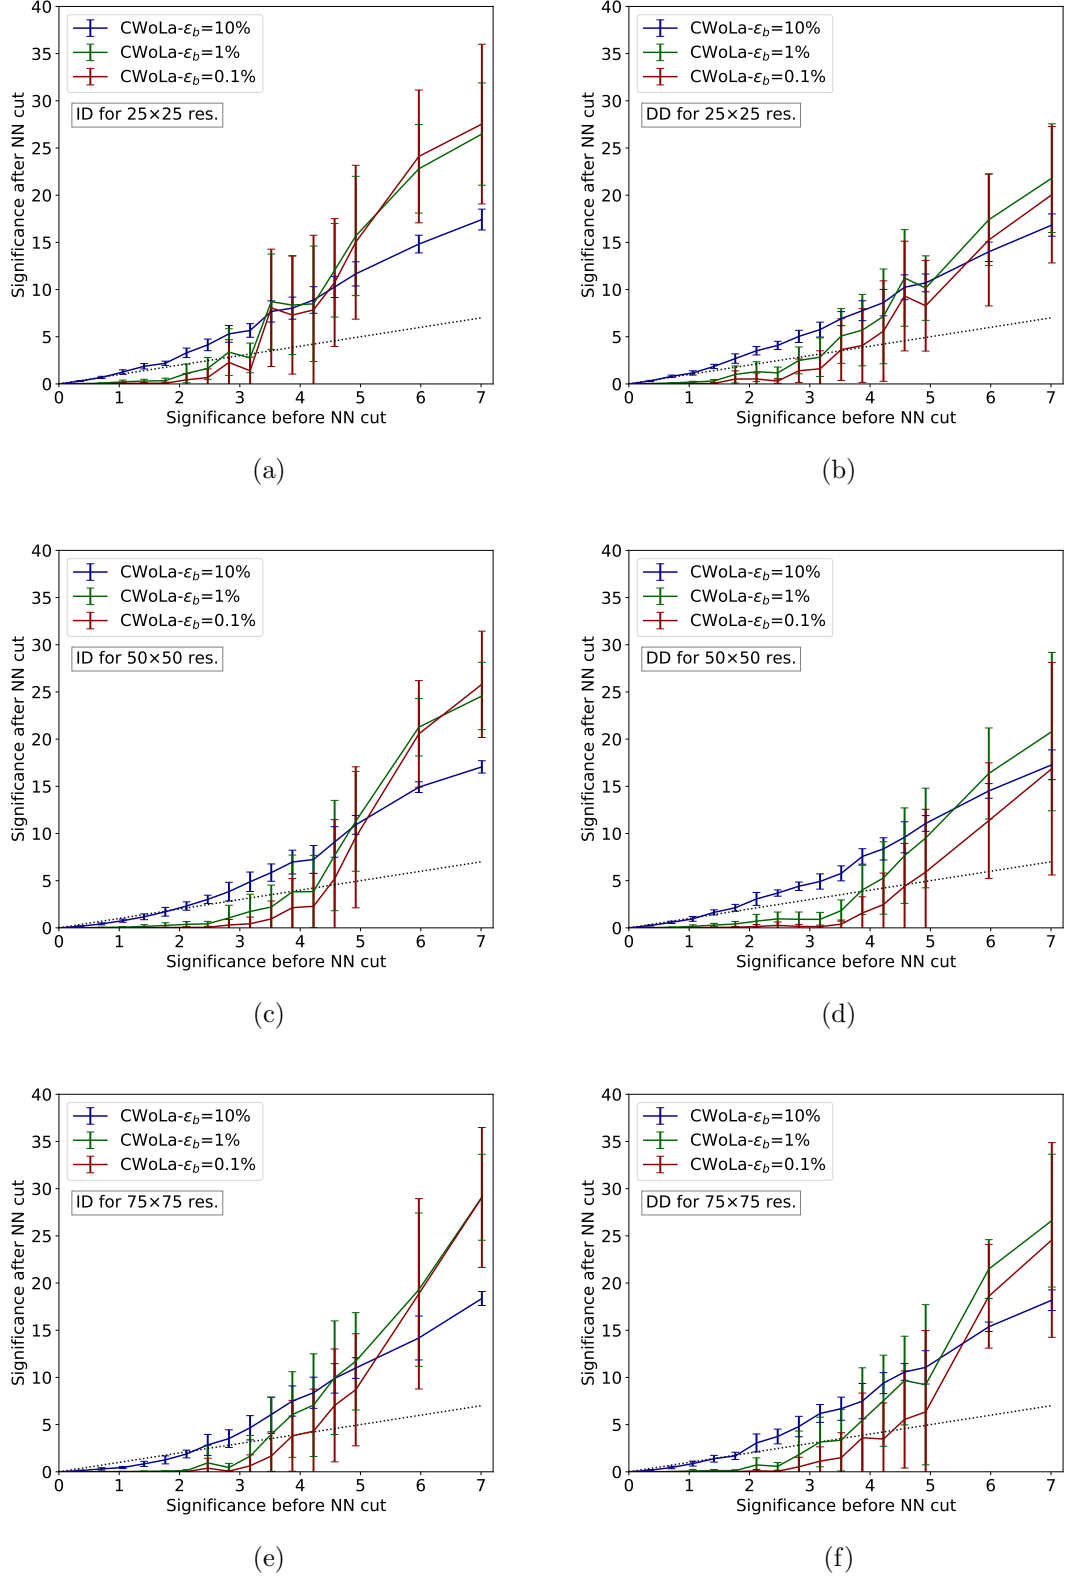 40
35
30
25
20
15
10
5
0
Significance after NN cut
CWoLa-εb=10%
CWoLa-εb=1%
CWoLa-εb=0.1%
ID for 25×25 res.
0 1 2 3 4 5 6 7
Significance before NN cut
(a)
40
35
30
25
20
15
10
5
0
Significance after NN cut
CWoLa-εb=10%
CWoLa-εb=1%
CWoLa-εb=0.1%
DD for 25×25 res.
0 1 2 3 4 5 6 7
Significance before NN cut
(b)
40
35
30
25
20
15
10
5
0
Significance after NN cut
CWoLa-εb=10%
CWoLa-εb=1%
CWoLa-εb=0.1%
ID for 50×50 res.
0 1 2 3 4 5 6 7
Significance before NN cut
(c)
40
35
30
25
20
15
10
5
0
Significance after NN cut
CWoLa-εb=10%
CWoLa-εb=1%
CWoLa-εb=0.1%
DD for 50×50 res.
0 1 2 3 4 5 6 7
Significance before NN cut
(d)
40
35
30
25
20
15
10
5
0
Significance after NN cut
CWoLa-εb=10%
CWoLa-εb=1%
CWoLa-εb=0.1%
ID for 75×75 res.
0 1 2 3 4 5 6 7
Significance before NN cut
(e)
40
35
30
25
20
15
10
5
0
Significance after NN cut
CWoLa-εb=10%
CWoLa-εb=1%
CWoLa-εb=0.1%
DD for 75×75 res.
0 1 2 3 4 5 6 7
Significance before NN cut
(f)